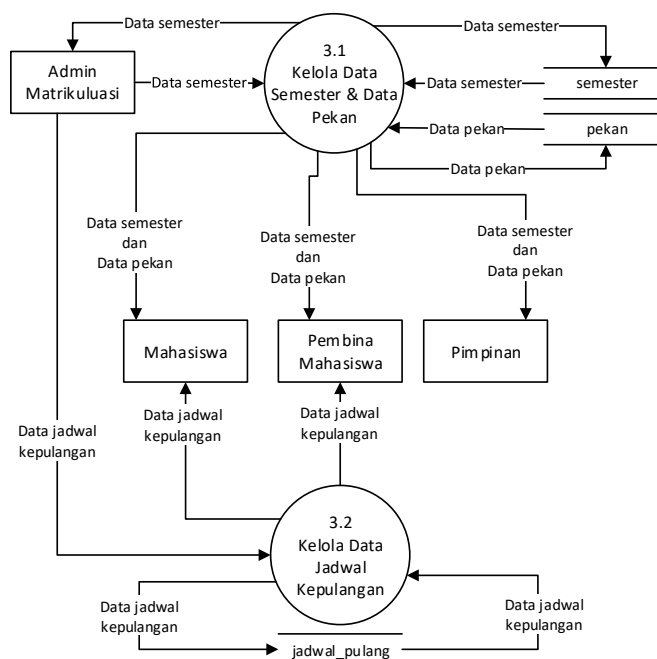 Data semester
Data semester
Admin
Matrikuluasi
Data semester
3.1
Kelola Data
Semester & Data
Pekan
Data semester
semester
Data pekan
pekan
Data pekan
Data semester
dan
Data pekan
Data semester
dan
Data pekan
Data semester
dan
Data pekan
Mahasiswa
Pembina
Mahasiswa
Pimpinan
Data jadwal
kepulangan
Data jadwal
kepulangan
Data jadwal
kepulangan
3.2
Kelola Data
Jadwal
Kepulangan
Data jadwal
kepulangan
Data jadwal
kepulangan
jadwal_pulang